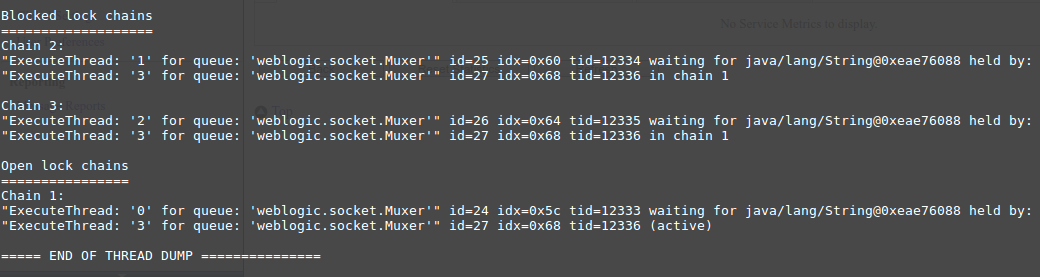 Blocked lock chains
===================
Chain 2:
"ExecuteThread: '1' for queue: 'weblogic.socket.Muxer'" id=25 idx=0x60 tid=12334 waiting for java/lang/String@0xeae76088 held by:
"ExecuteThread: '3' for queue: 'weblogic.socket.Muxer'" id=27 idx=0x68 tid=12336 in chain 1
Chain 3:
"ExecuteThread: '2' for queue: 'weblogic.socket.Muxer'" id=26 idx=0x64 tid=12335 waiting for java/lang/String@0xeae76088 held by:
"ExecuteThread: '3' for queue: 'weblogic.socket.Muxer'" id=27 idx=0x68 tid=12336 in chain 1
Open lock chains
================
Chain 1:
"ExecuteThread: '0' for queue: 'weblogic.socket.Muxer'" id=24 idx=0x5c tid=12333 waiting for java/lang/String@0xeae76088 held by:
"ExecuteThread: '3' for queue: 'weblogic.socket.Muxer'" id=27 idx=0x68 tid=12336 (active)
===== END OF THREAD DUMP ===============
No Service Metrics to display.
Reports
Tips